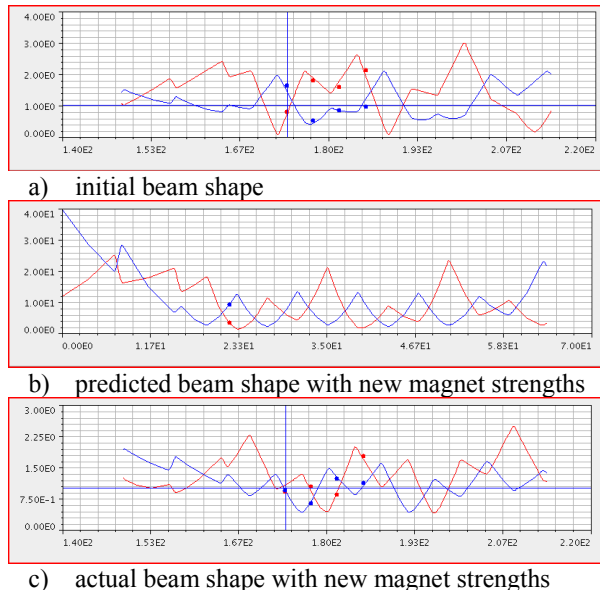 4.00E0
3.00E0
2.00E0
1.00E0
0.00E0
1.40E2 1.53E2 1.67E2 1.80E2 1.93E2 2.07E2 2.20E2
a) initial beam shape
4.00E1
3.00E1
2.00E1
1.00E1
0.00E0
0.00E0 1.17E1 2.33E1 3.50E1 4.67E1 5.83E1 7.00E1
b) predicted beam shape with new magnet strengths
3.00E0
2.25E0
1.50E0
7.50E-1
0.00E0
1.40E2 1.53E2 1.67E2 1.80E2 1.93E2 2.07E2 2.20E2
c) actual beam shape with new magnet strengths